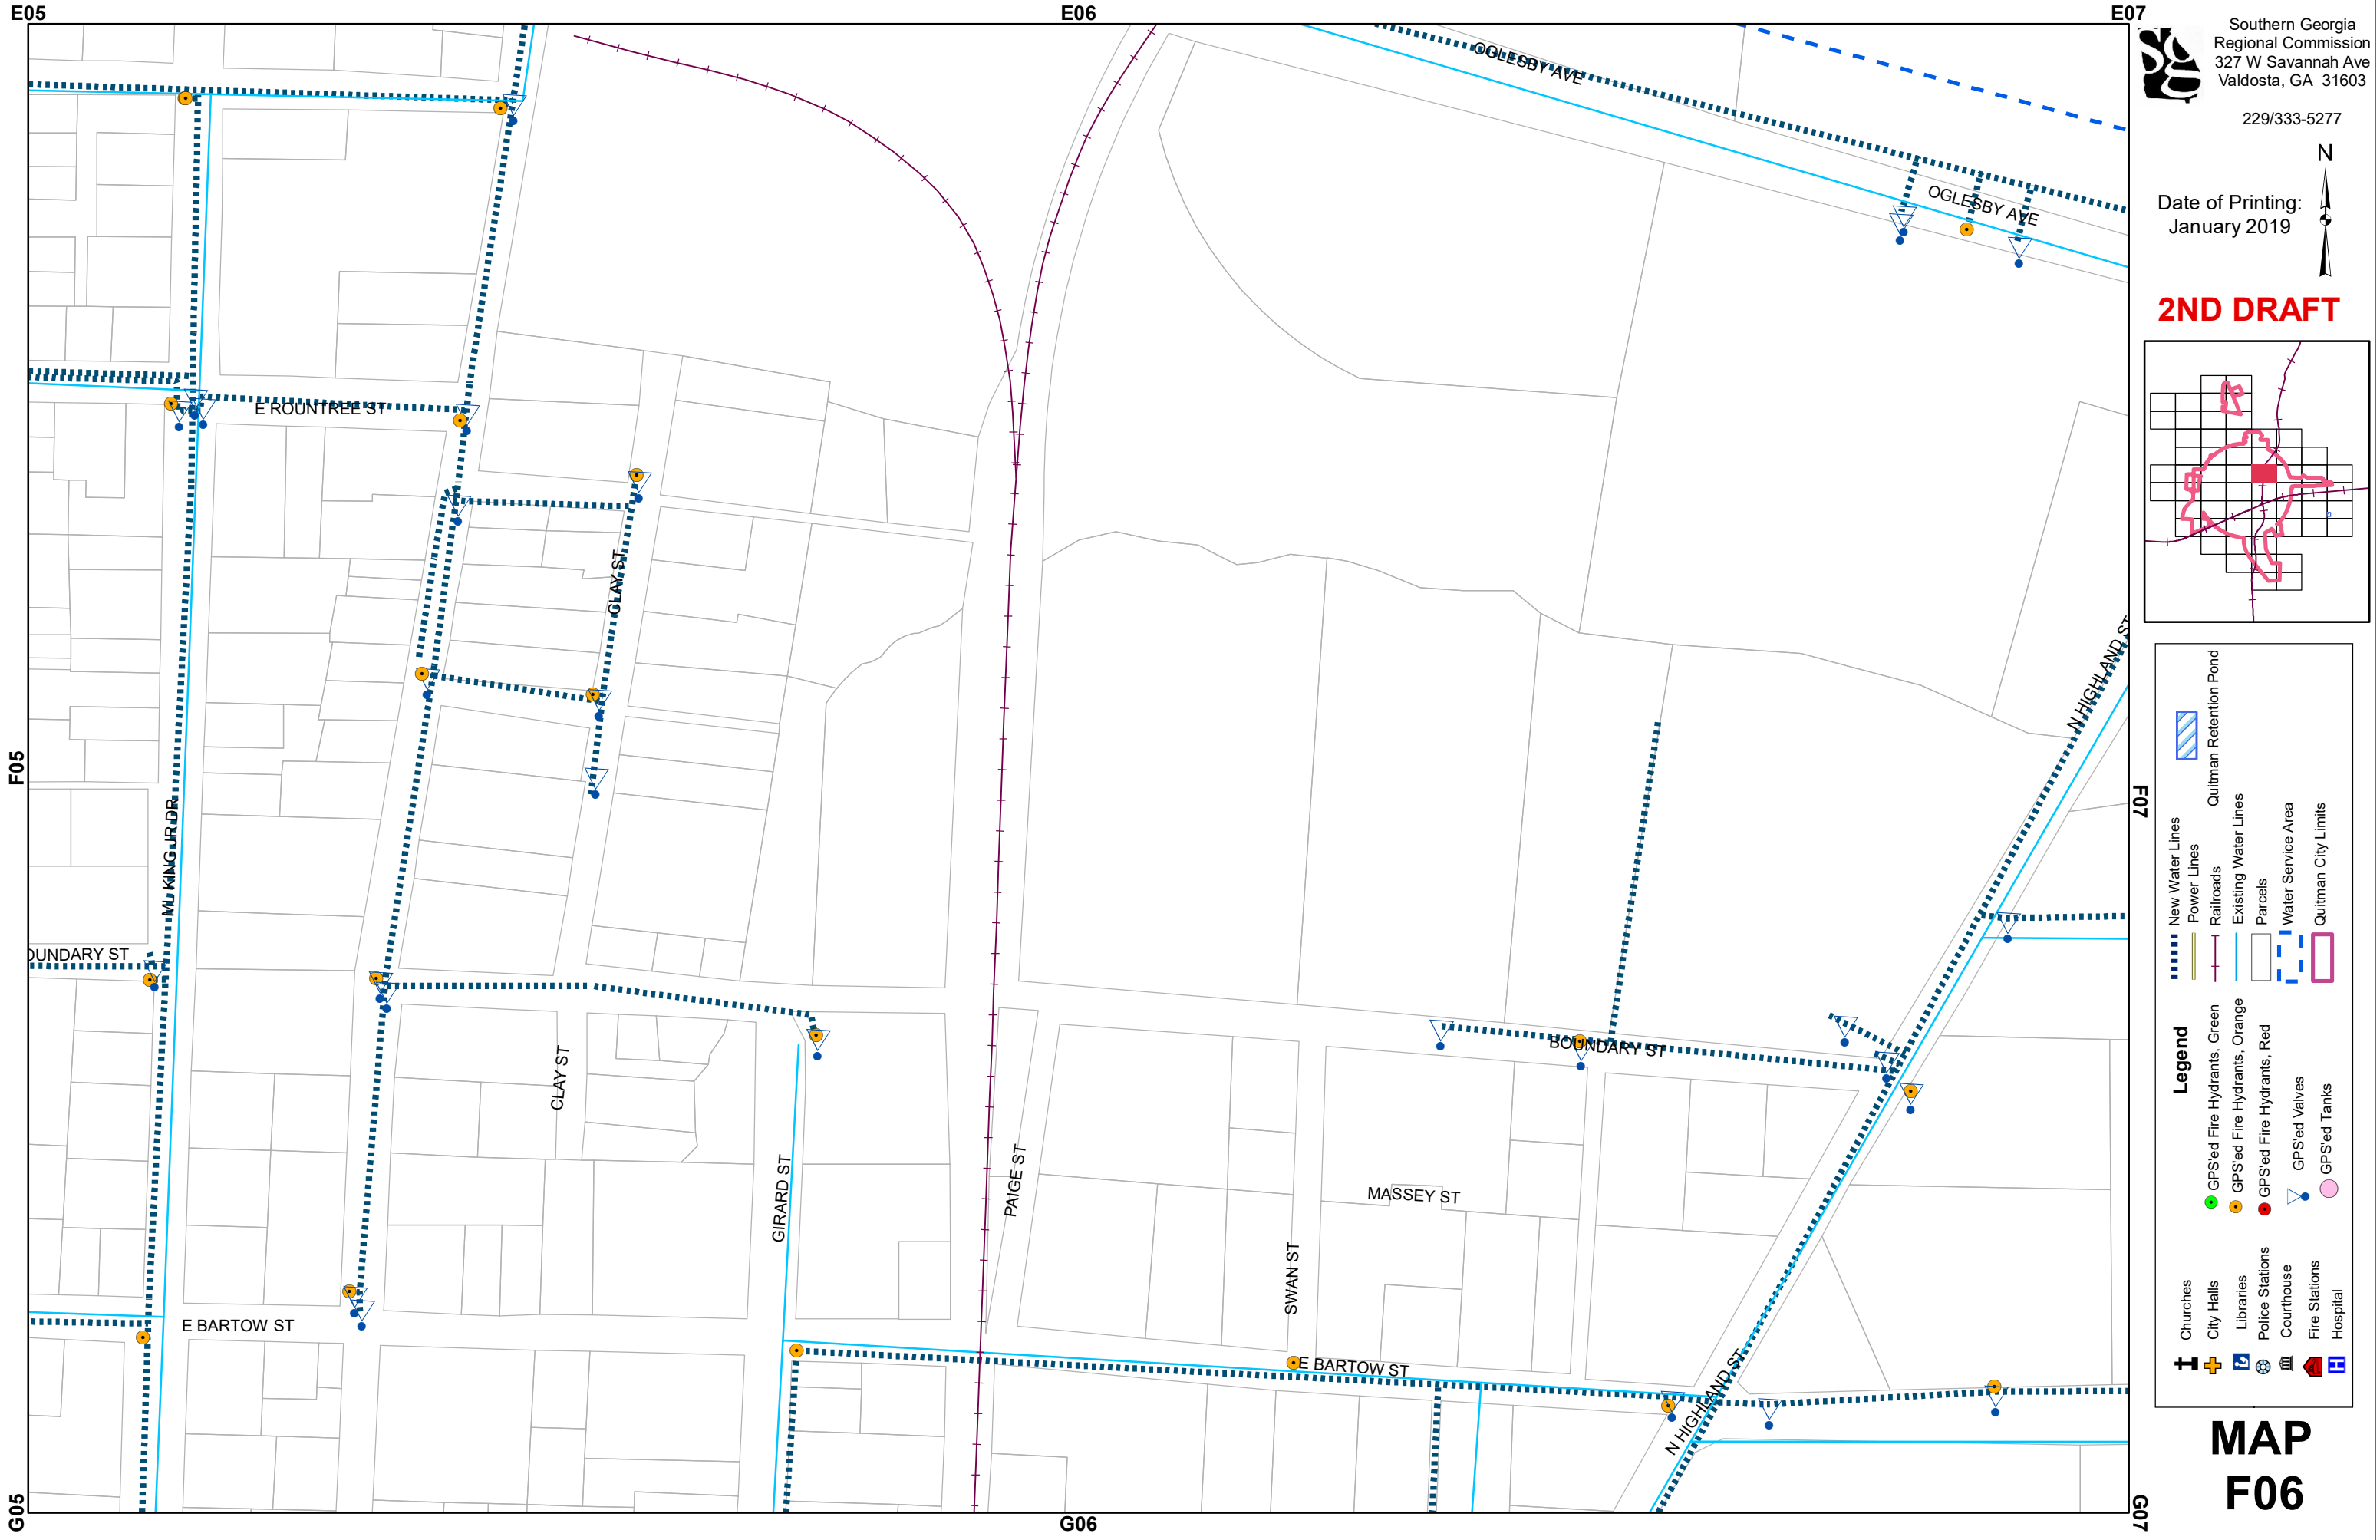 E05
E06
E07
Southern Georgia
Regional Commission
327 W Savannah Ave
Valdosta, GA 31603
229/333-5277
N
Date of Printing:
January 2019
2ND DRAFT
OGLESBY AVE
OGLESBY AVE
E ROUNTREE ST
CLAY ST
N HIGHLAND ST
F05
F07
ML KING JR DR
OUNDARY ST
BOUNDARY ST
CLAY ST
GIRARD ST
PAIGE ST
MASSEY ST
SWAN ST
E BARTOW ST
E BARTOW ST
N HIGHLAND ST
G05
G06
G07
Legend
New Water Lines
Power Lines
Railroads
Existing Water Lines
Parcels
Water Service Area
Quitman City Limits
Quitman Retention Pond
GPS'ed Fire Hydrants, Green
GPS'ed Fire Hydrants, Orange
GPS'ed Fire Hydrants, Red
GPS'ed Valves
GPS'ed Tanks
Churches
City Halls
Libraries
Police Stations
Courthouse
Fire Stations
Hospital
MAP
F06